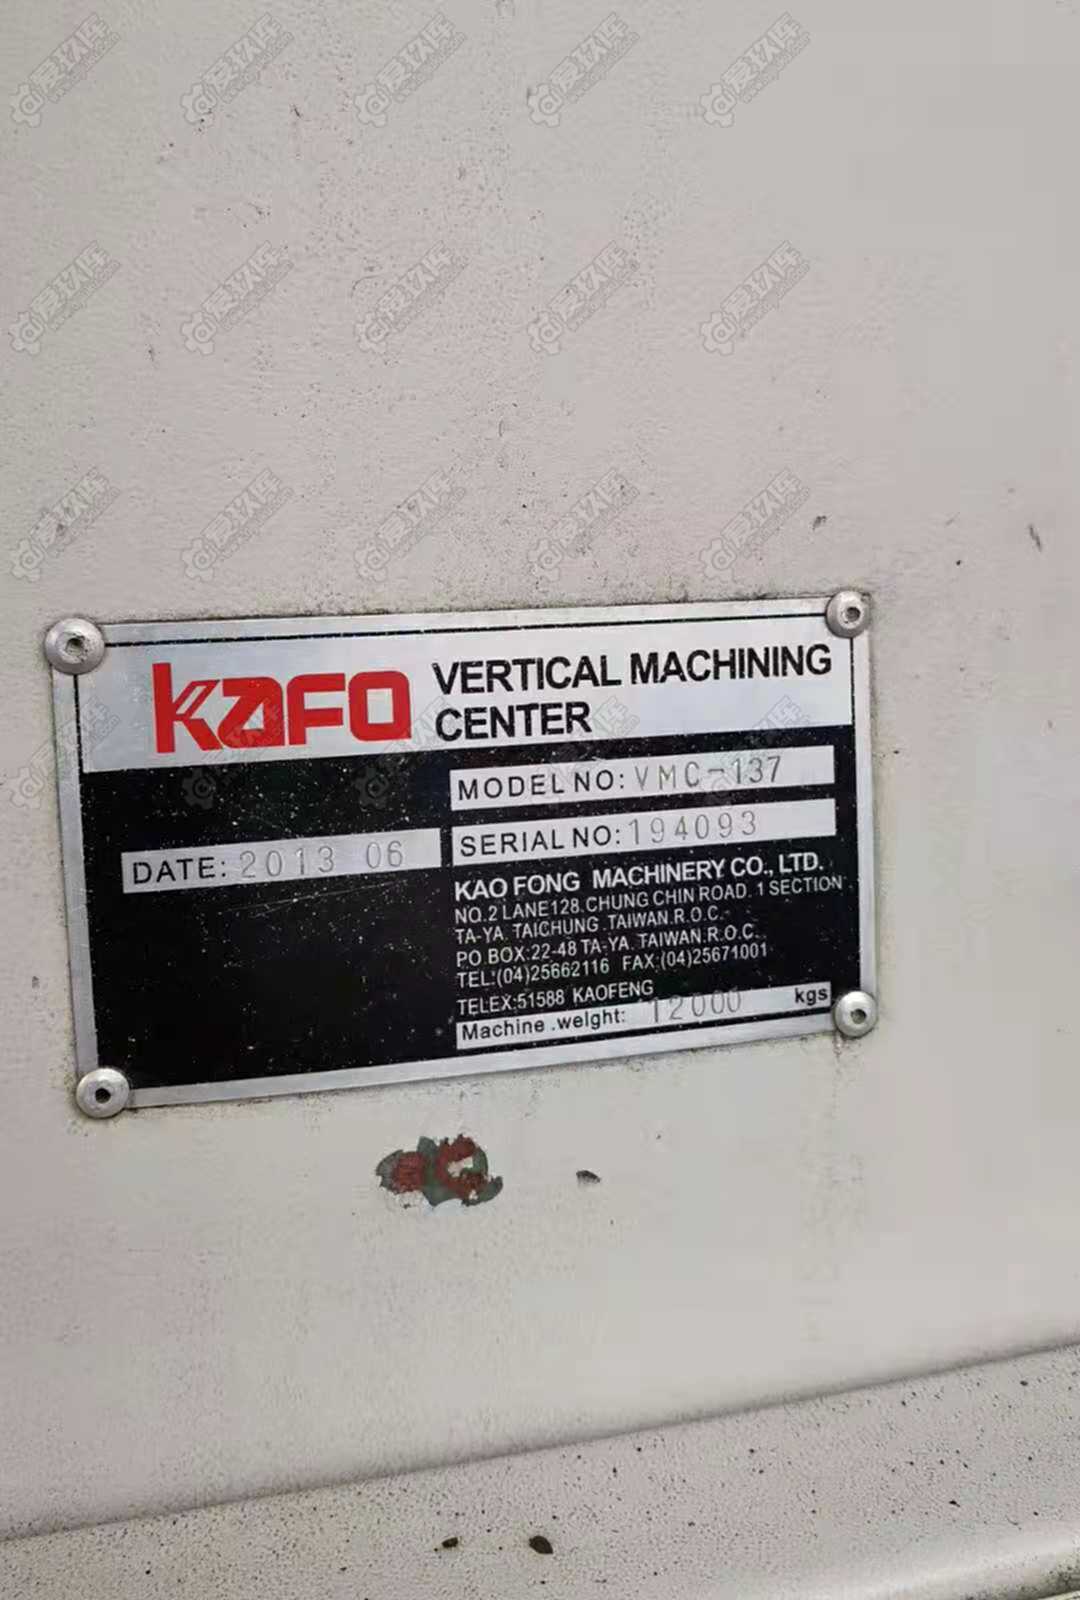 KAFO VERTICAL MACHINING
CENTER
MODEL NO: VMC-137
DATE: 2013 06
SERIAL NO: 194093
KAO FONG MACHINERY CO., LTD.
NO.2 LANE128.CHUNG CHIN ROAD. 1 SECTION
TA-YA. TAICHUNG .TAIWAN.R.O.C.
PO.BOX:22-48 TA-YA. TAIWAN.R.O.C.
TEL:(04)25662116 FAX:(04)25671001
TELEX:51588 KAOFENG
Machine .welght: 12000 kgs